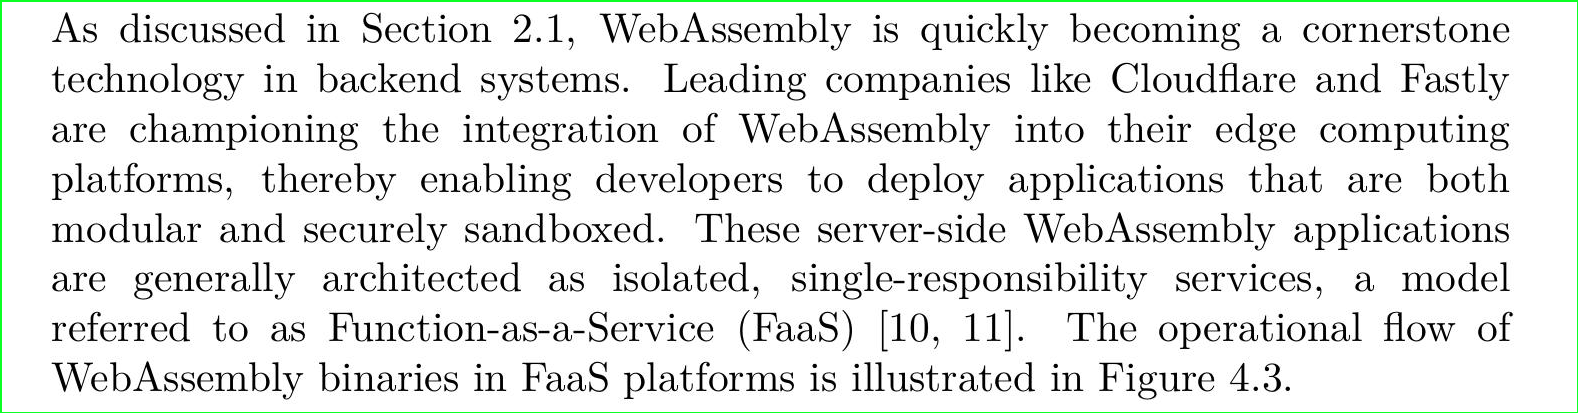 As discussed in Section 2.1, WebAssembly is quickly becoming a cornerstone
technology in backend systems. Leading companies like Cloudflare and Fastly
are championing the integration of WebAssembly into their edge computing
platforms, thereby enabling developers to deploy applications that are both
modular and securely sandboxed. These server-side WebAssembly applications
are generally architected as isolated, single-responsibility services, a model
referred to as Function-as-a-Service (FaaS) [10, 11]. The operational flow of
WebAssembly binaries in FaaS platforms is illustrated in Figure 4.3.